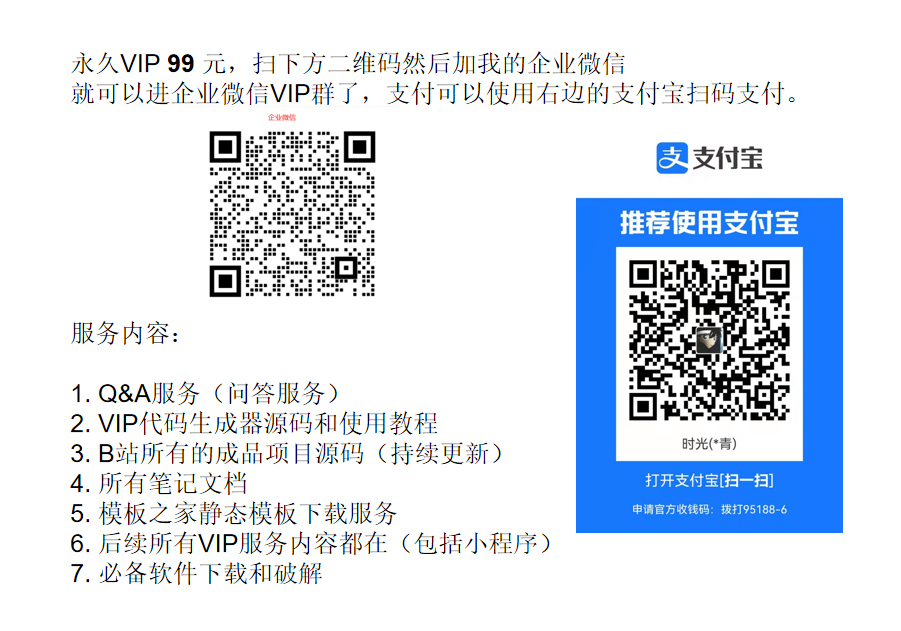 永久VIP 99 元，扫下方二维码然后加我的企业微信
就可以进企业微信VIP群了，支付可以使用右边的支付宝扫码支付。
企业微信
支付宝
推荐使用支付宝
时光(*青)
打开支付宝[扫一扫]
申请官方收钱码：拨打95188-6
服务内容：
1. Q&A服务（问答服务）
2. VIP代码生成器源码和使用教程
3. B站所有的成品项目源码（持续更新）
4. 所有笔记文档
5. 模板之家静态模板下载服务
6. 后续所有VIP服务内容都在（包括小程序）
7. 必备软件下载和破解